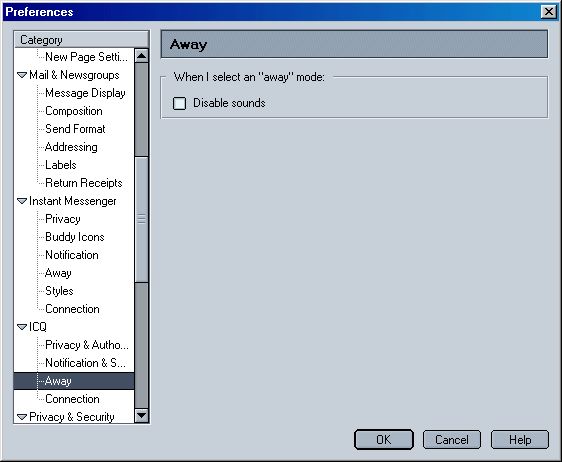 Preferences
Category
New Page Setti...
Mail & Newsgroups
Message Display
Composition
Send Format
Addressing
Labels
Return Receipts
Instant Messenger
Privacy
Buddy Icons
Notification
Away
Styles
Connection
ICQ
Privacy & Autho...
Notification & S...
Away
Connection
Privacy & Security
Away
When I select an "away" mode:
Disable sounds
OK
Cancel
Help